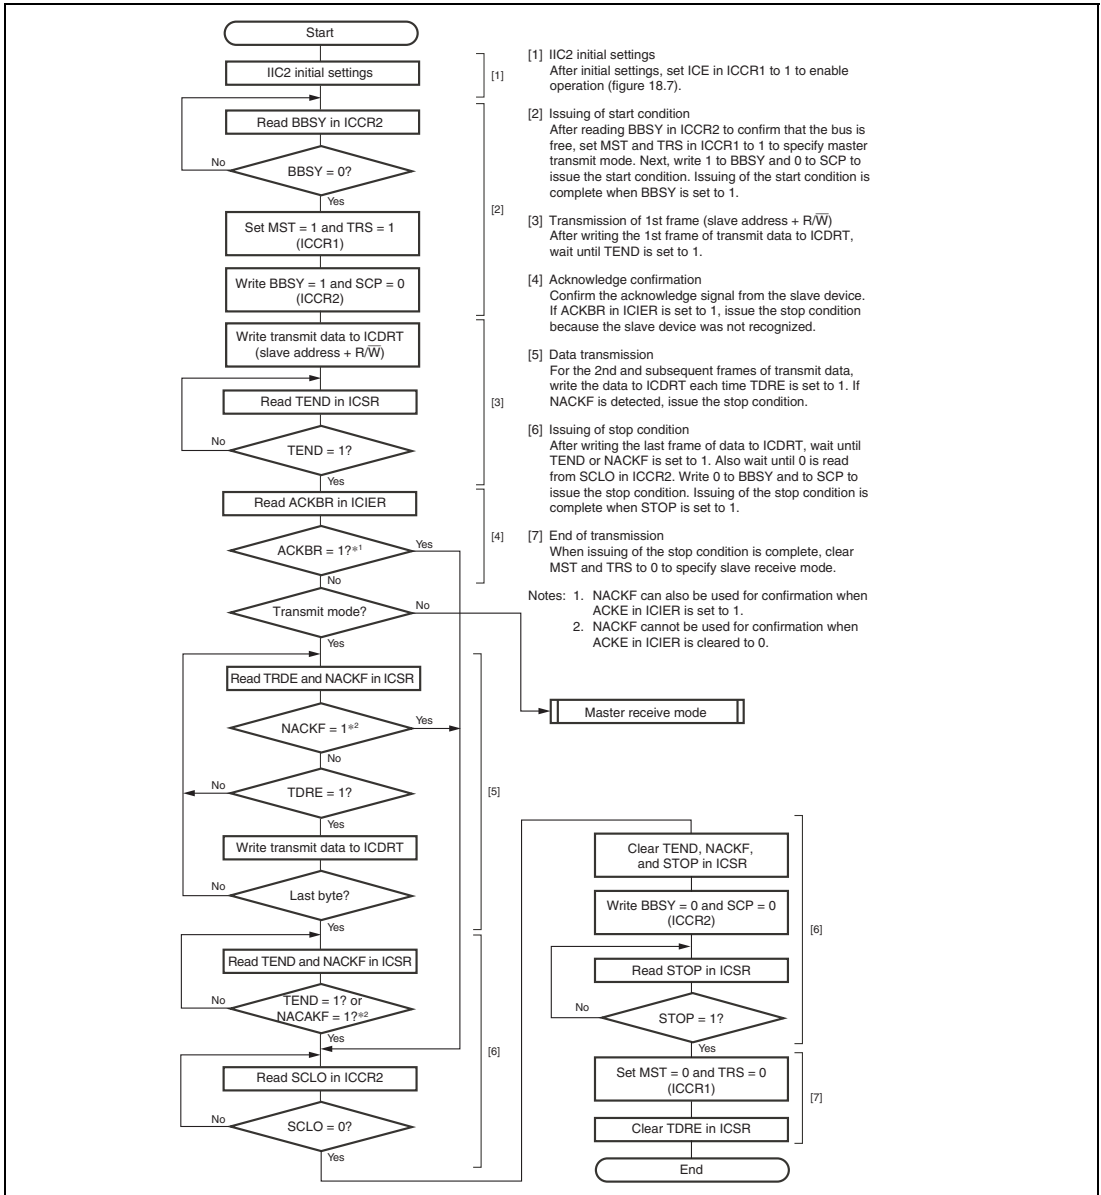 Start
IIC2 initial settings
[1]
Read BBSY in ICCR2
No
BBSY = 0?
Yes
[2]
Set MST = 1 and TRS = 1
(ICCR1)
Write BBSY = 1 and SCP = 0
(ICCR2)
Write transmit data to ICDRT
(slave address + R/W̅)
Read TEND in ICSR
[3]
No
TEND = 1?
Yes
Read ACKBR in ICIER
[4]
ACKBR = 1?*1
Yes
No
Transmit mode?
No
Yes
Read TRDE and NACKF in ICSR
NACKF = 1*2
Yes
No
No
TDRE = 1?
[5]
Yes
Write transmit data to ICDRT
No
Last byte?
Yes
Read TEND and NACKF in ICSR
No
TEND = 1? or
NACAKF = 1?*2
Yes
[6]
Read SCLO in ICCR2
No
SCLO = 0?
Yes
[1] IIC2 initial settings
After initial settings, set ICE in ICCR1 to 1 to enable
operation (figure 18.7).
[2] Issuing of start condition
After reading BBSY in ICCR2 to confirm that the bus is
free, set MST and TRS in ICCR1 to 1 to specify master
transmit mode. Next, write 1 to BBSY and 0 to SCP to
issue the start condition. Issuing of the start condition is
complete when BBSY is set to 1.
[3] Transmission of 1st frame (slave address + R/W̅)
After writing the 1st frame of transmit data to ICDRT,
wait until TEND is set to 1.
[4] Acknowledge confirmation
Confirm the acknowledge signal from the slave device.
If ACKBR in ICIER is set to 1, issue the stop condition
because the slave device was not recognized.
[5] Data transmission
For the 2nd and subsequent frames of transmit data,
write the data to ICDRT each time TDRE is set to 1. If
NACKF is detected, issue the stop condition.
[6] Issuing of stop condition
After writing the last frame of data to ICDRT, wait until
TEND or NACKF is set to 1. Also wait until 0 is read
from SCLO in ICCR2. Write 0 to BBSY and to SCP to
issue the stop condition. Issuing of the stop condition is
complete when STOP is set to 1.
[7] End of transmission
When issuing of the stop condition is complete, clear
MST and TRS to 0 to specify slave receive mode.
Notes: 1. NACKF can also be used for confirmation when
ACKE in ICIER is set to 1.
2. NACKF cannot be used for confirmation when
ACKE in ICIER is cleared to 0.
Master receive mode
Clear TEND, NACKF,
and STOP in ICSR
Write BBSY = 0 and SCP = 0
(ICCR2)
[6]
Read STOP in ICSR
No
STOP = 1?
Yes
Set MST = 0 and TRS = 0
(ICCR1)
[7]
Clear TDRE in ICSR
End